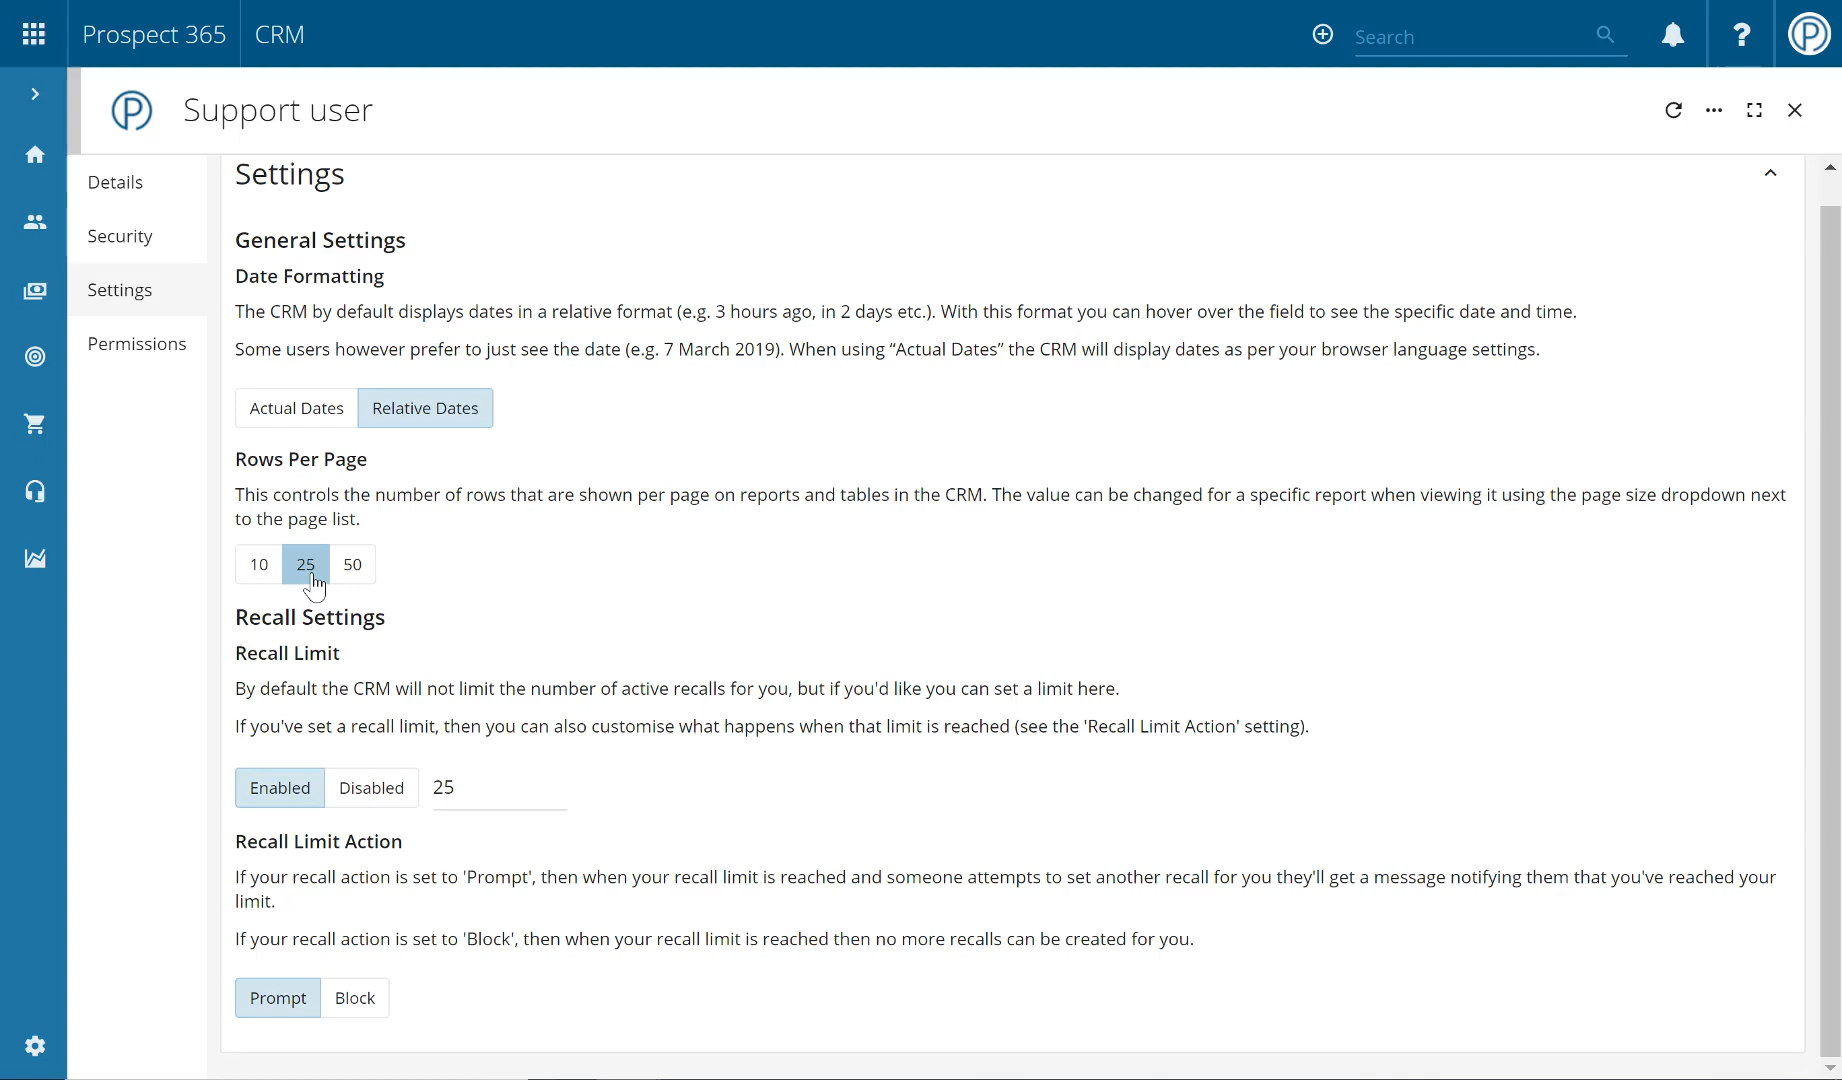 Prospect 365
CRM
Search
?
P
P
Support user
Details
Security
Settings
Permissions
Settings
General Settings
Date Formatting
The CRM by default displays dates in a relative format (e.g. 3 hours ago, in 2 days etc.). With this format you can hover over the field to see the specific date and time.
Some users however prefer to just see the date (e.g. 7 March 2019). When using “Actual Dates” the CRM will display dates as per your browser language settings.
Actual Dates Relative Dates
Rows Per Page
This controls the number of rows that are shown per page on reports and tables in the CRM. The value can be changed for a specific report when viewing it using the page size dropdown next
to the page list.
10 25 50
Recall Settings
Recall Limit
By default the CRM will not limit the number of active recalls for you, but if you'd like you can set a limit here.
If you've set a recall limit, then you can also customise what happens when that limit is reached (see the 'Recall Limit Action' setting).
Enabled Disabled 25
Recall Limit Action
If your recall action is set to 'Prompt', then when your recall limit is reached and someone attempts to set another recall for you they'll get a message notifying them that you've reached your
limit.
If your recall action is set to 'Block', then when your recall limit is reached then no more recalls can be created for you.
Prompt Block